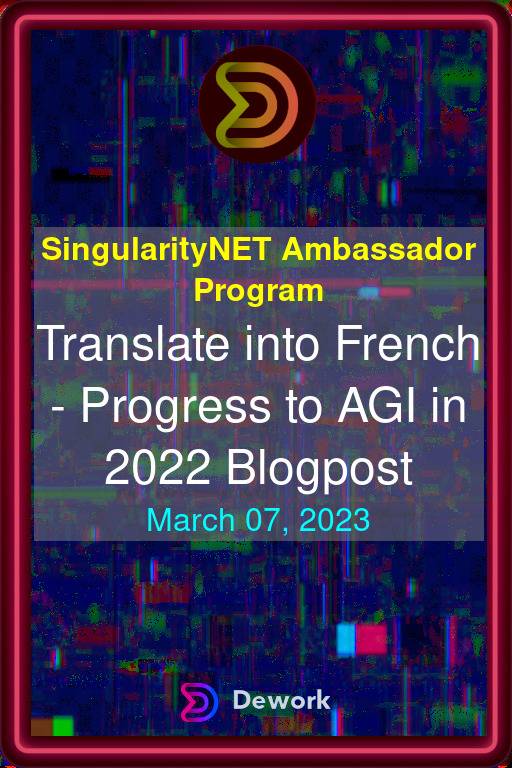 SingularityNET Ambassador
Program
Translate into French
- Progress to AGI in
2022 Blogpost
March 07, 2023
Dework